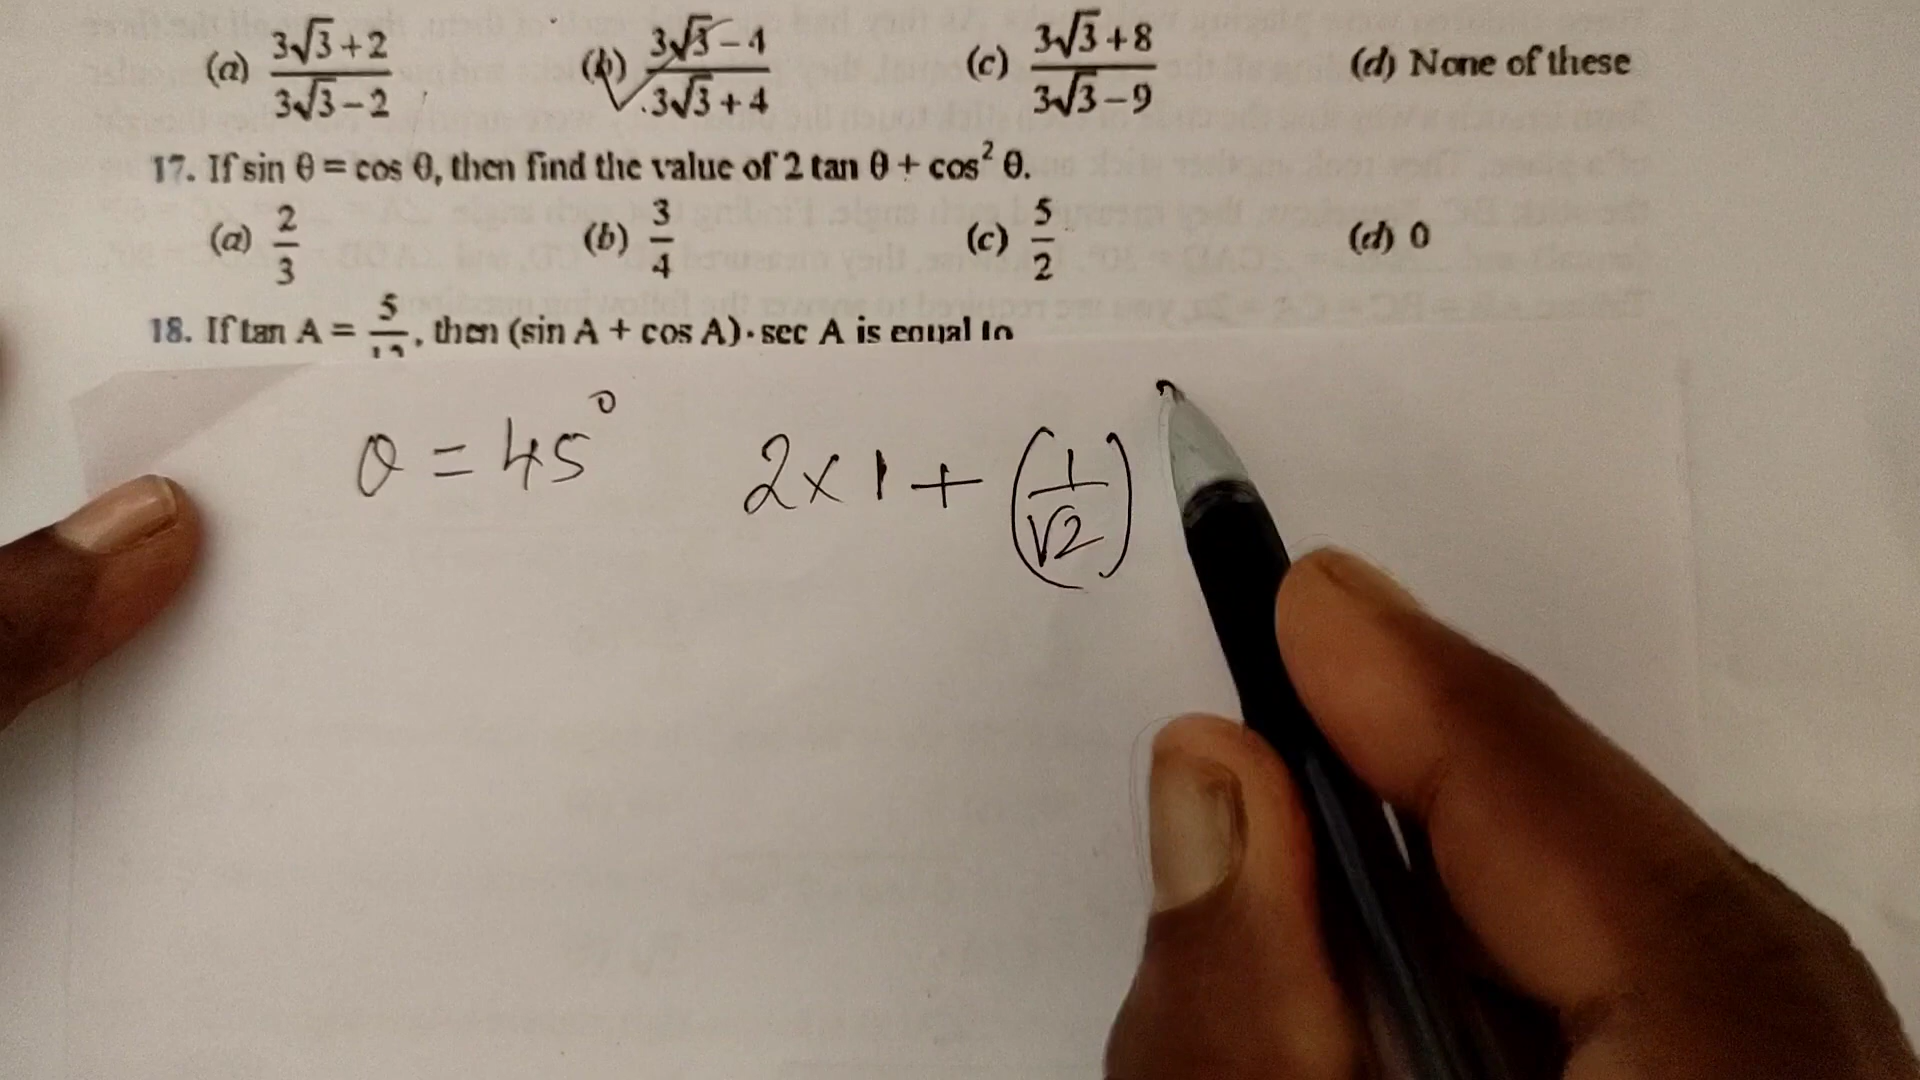 (a) 3√3+2 / 3√3−2 (b) 3√3−4 / 3√3+4 (c) 3√3+8 / 3√3−9 (d) None of these
17. If sin θ = cos θ, then find the value of 2 tan θ + cos² θ.
(a) 2/3 (b) 3/4 (c) 5/2 (d) 0
18. If tan A = 5/12, then (sin A + cos A)·sec A is equal to
θ = 45° 2×1+(1/√2)